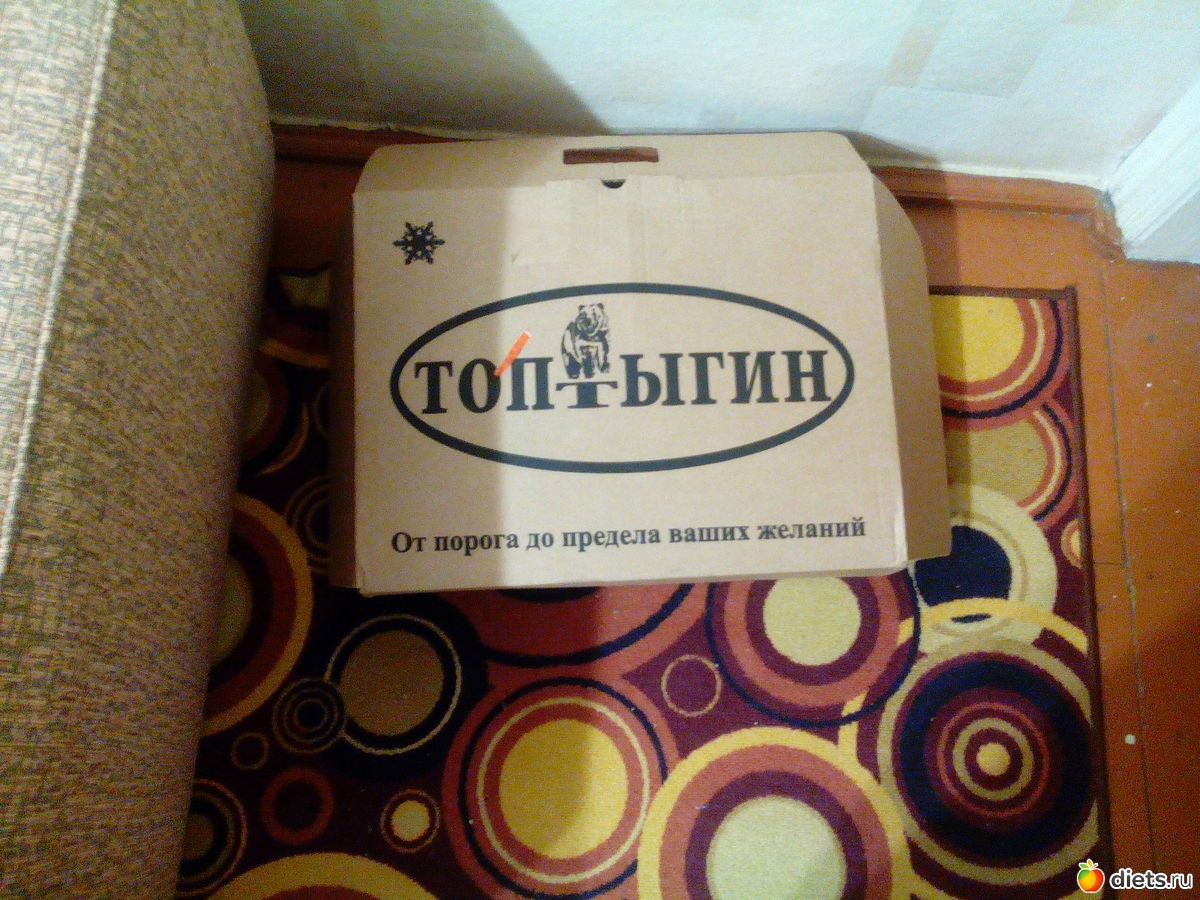 ТОПТЫГИН
От порога до предела ваших желаний
diets.ru